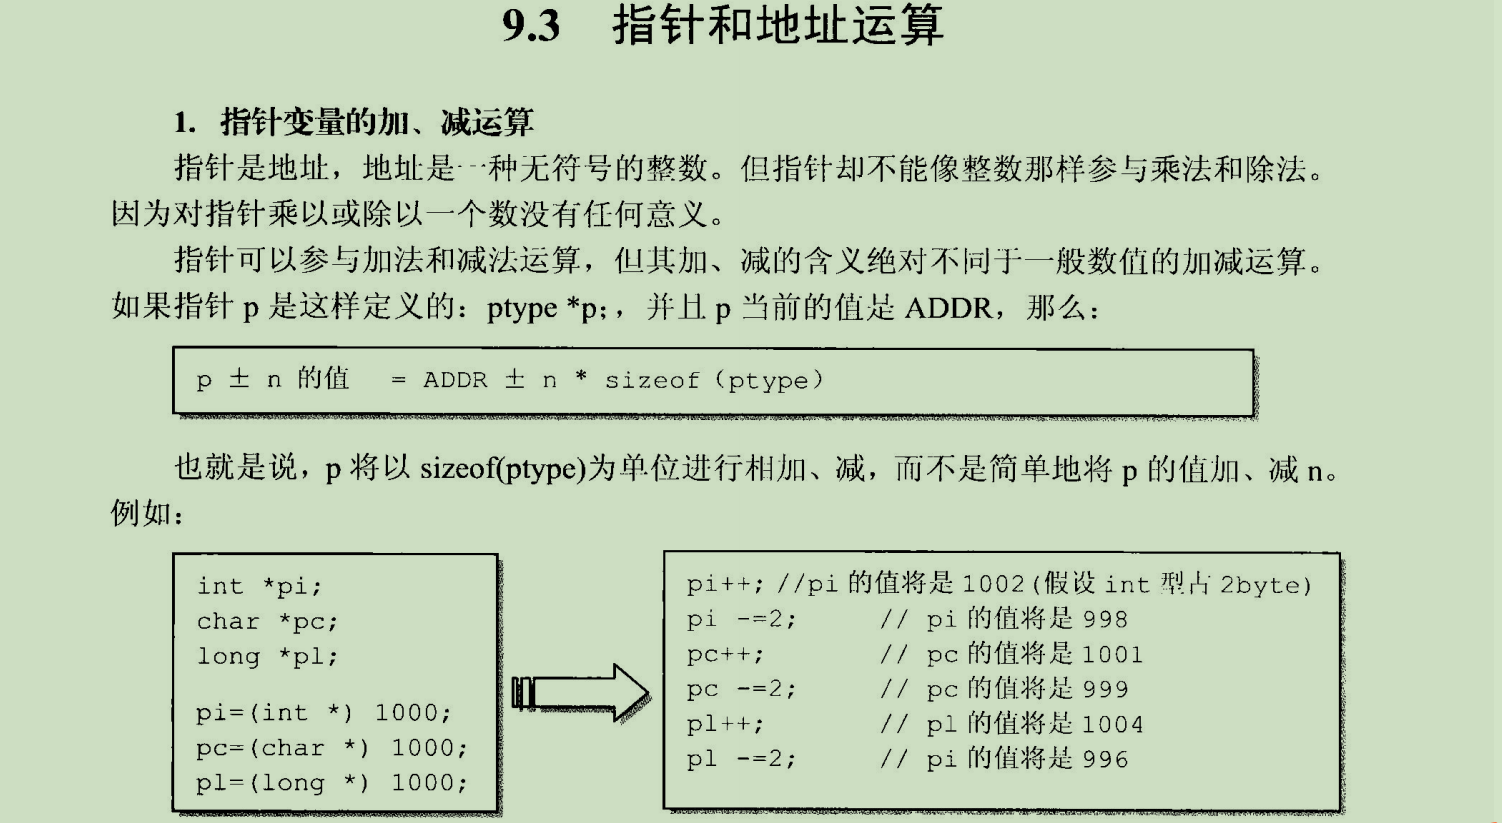 9.3 指针和地址运算
1. 指针变量的加、减运算
指针是地址，地址是一种无符号的整数。但指针却不能像整数那样参与乘法和除法。
因为对指针乘以或除以一个数没有任何意义。
指针可以参与加法和减法运算，但其加、减的含义绝对不同于一般数值的加减运算。
如果指针 p 是这样定义的：ptype *p;，并且 p 当前的值是 ADDR，那么：
p ± n 的值 = ADDR ± n * sizeof（ptype）
也就是说，p 将以 sizeof(ptype)为单位进行相加、减，而不是简单地将 p 的值加、减 n。
例如：
int *pi;
char *pc;
long *pl;
pi=(int *) 1000;
pc=(char *) 1000;
pl=(long *) 1000;
pi++; //pi 的值将是 1002(假设 int 型占 2byte)
pi -=2; // pi 的值将是 998
pc++; // pc 的值将是 1001
pc -=2; // pc 的值将是 999
pl++; // pl 的值将是 1004
pl -=2; // pi 的值将是 996